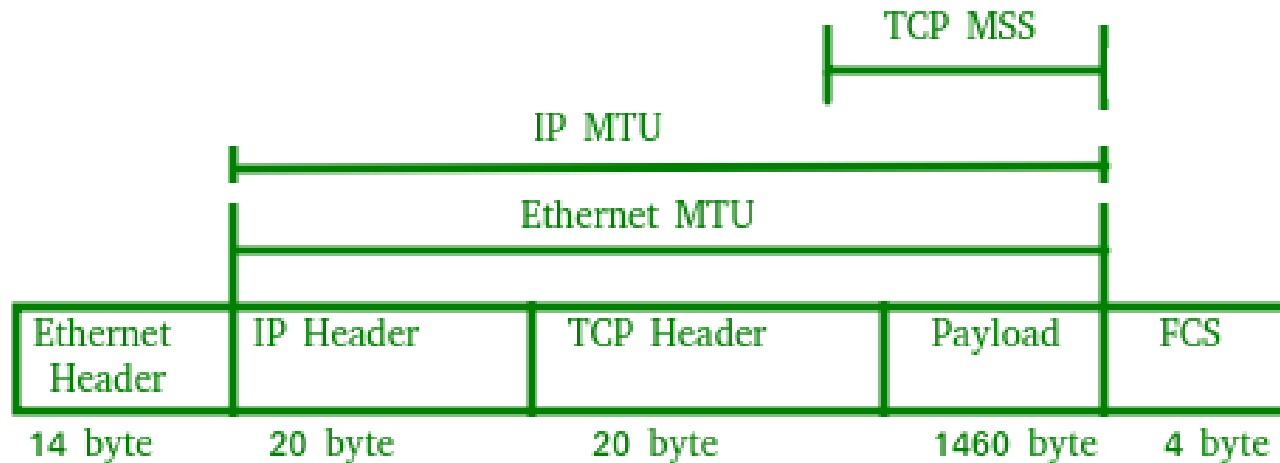 TCP MSS
IP MTU
Ethernet MTU
Ethernet Header
IP Header
TCP Header
Payload
FCS
14 byte
20 byte
20 byte
1460 byte
4 byte